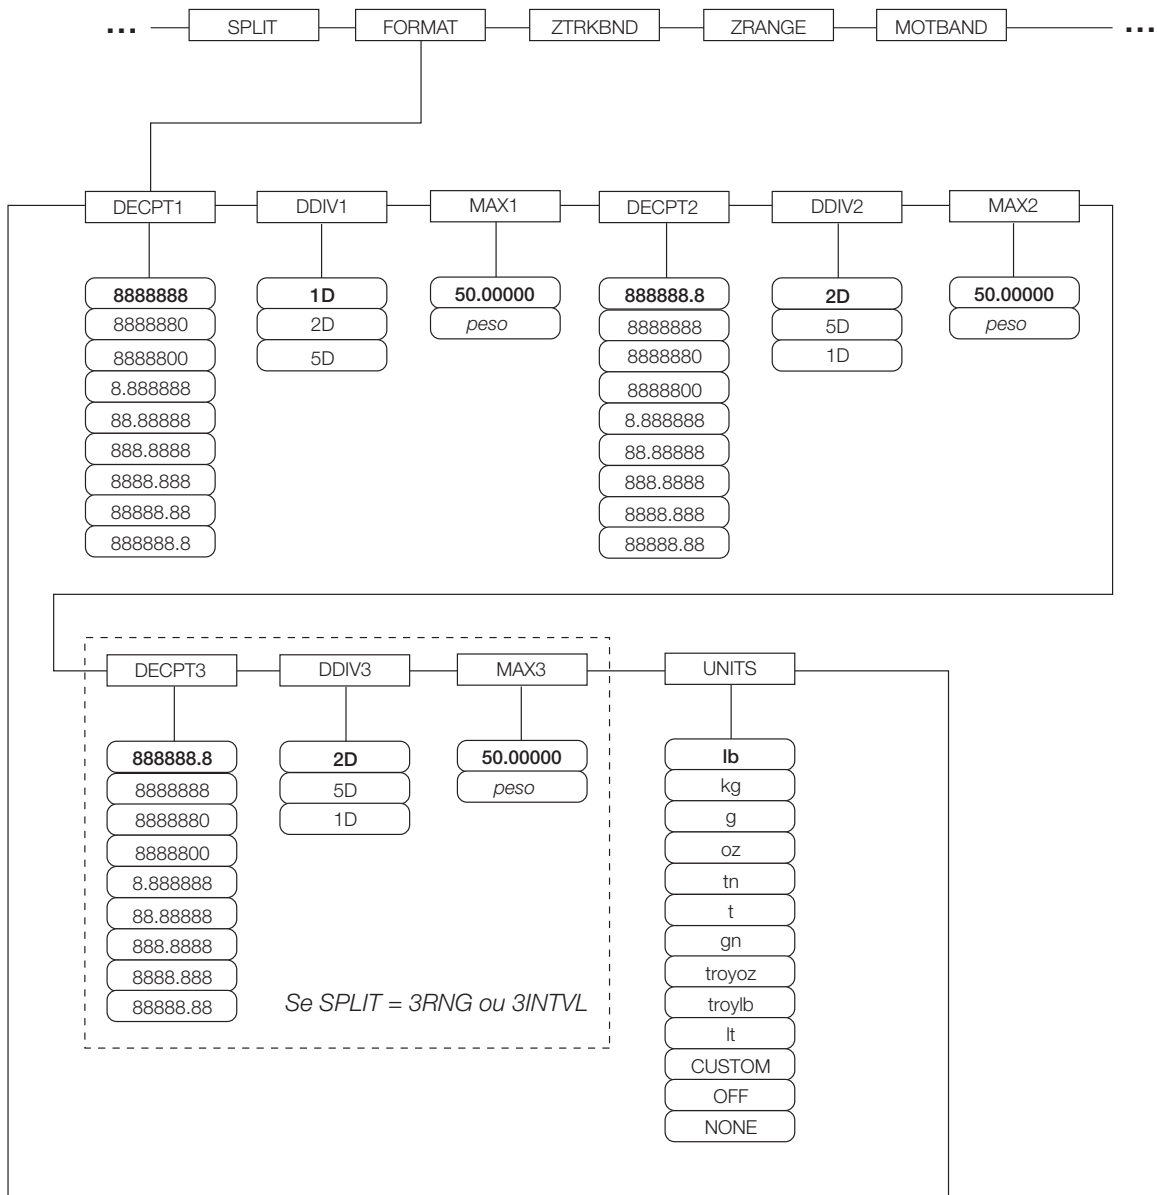 ... SPLIT FORMAT ZTRKBND ZRANGE MOTBAND ...
DECPT1 DDIV1 MAX1 DECPT2 DDIV2 MAX2
8888888 1D 50.00000 888888.8 2D 50.00000
8888880 2D peso 8888888 5D peso
8888800 5D 8888880 1D
8.888888 8888800
88.88888 8.888888
888.8888 88.88888
8888.888 888.8888
88888.88 8888.888
888888.8 88888.88
DECPT3 DDIV3 MAX3 UNITS
888888.8 2D 50.00000 lb
8888888 5D peso kg
8888880 1D g
8888800 oz
8.888888 tn
88.88888 t
888.8888 gn
8888.888 troyoz
88888.88 Se SPLIT = 3RNG ou 3INTVL troylb
lt
CUSTOM
OFF
NONE